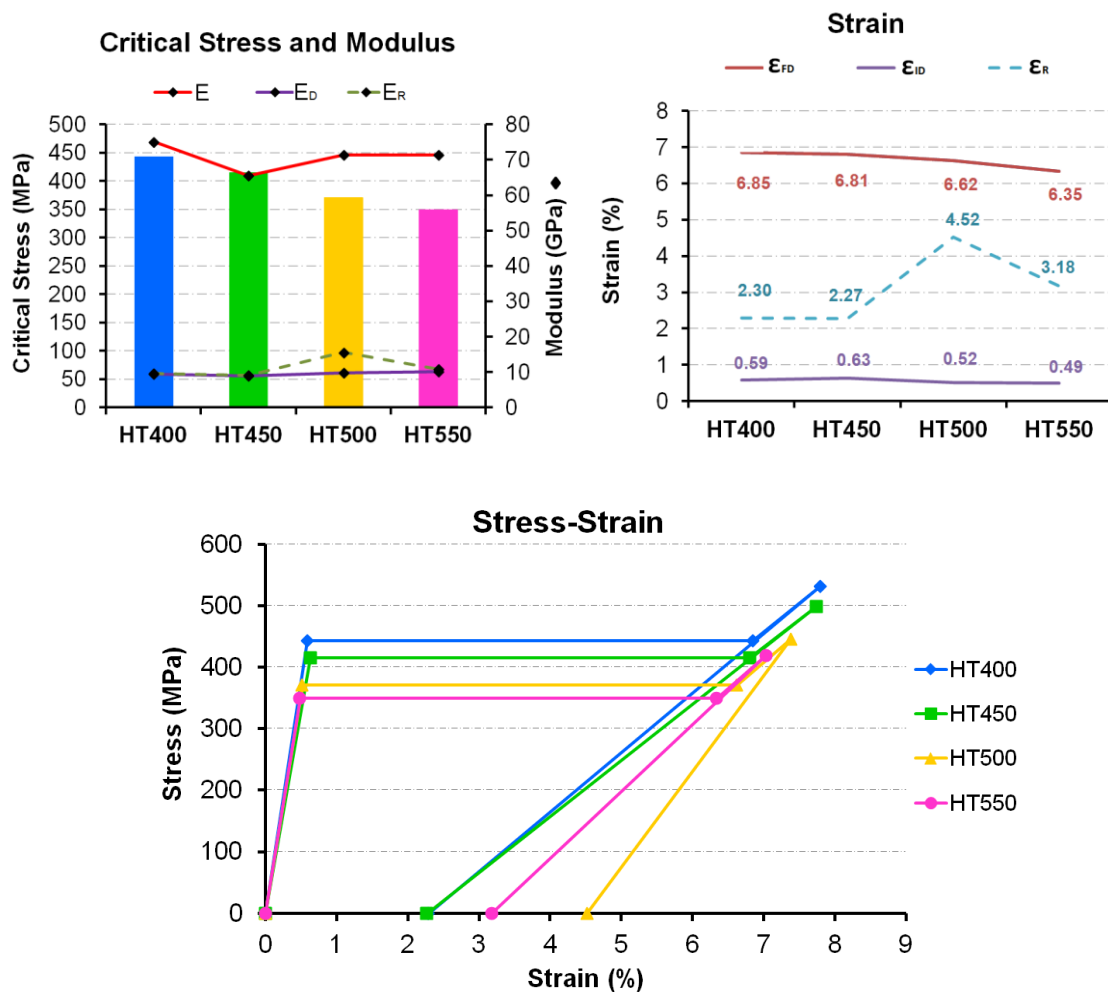 Critical Stress and Modulus
E ED ER
Critical Stress (MPa)
500
450
400
350
300
250
200
150
100
50
0
80
70
60
50
40
30
20
10
0
Modulus (GPa) ♦
HT400 HT450 HT500 HT550
Strain
εFD εID εR
Strain (%)
8
7
6
5
4
3
2
1
0
6.85 6.81 6.62 6.35
2.30 2.27 4.52 3.18
0.59 0.63 0.52 0.49
HT400 HT450 HT500 HT550
Stress-Strain
Stress (MPa)
600
500
400
300
200
100
0
0 1 2 3 4 5 6 7 8 9
Strain (%)
HT400
HT450
HT500
HT550